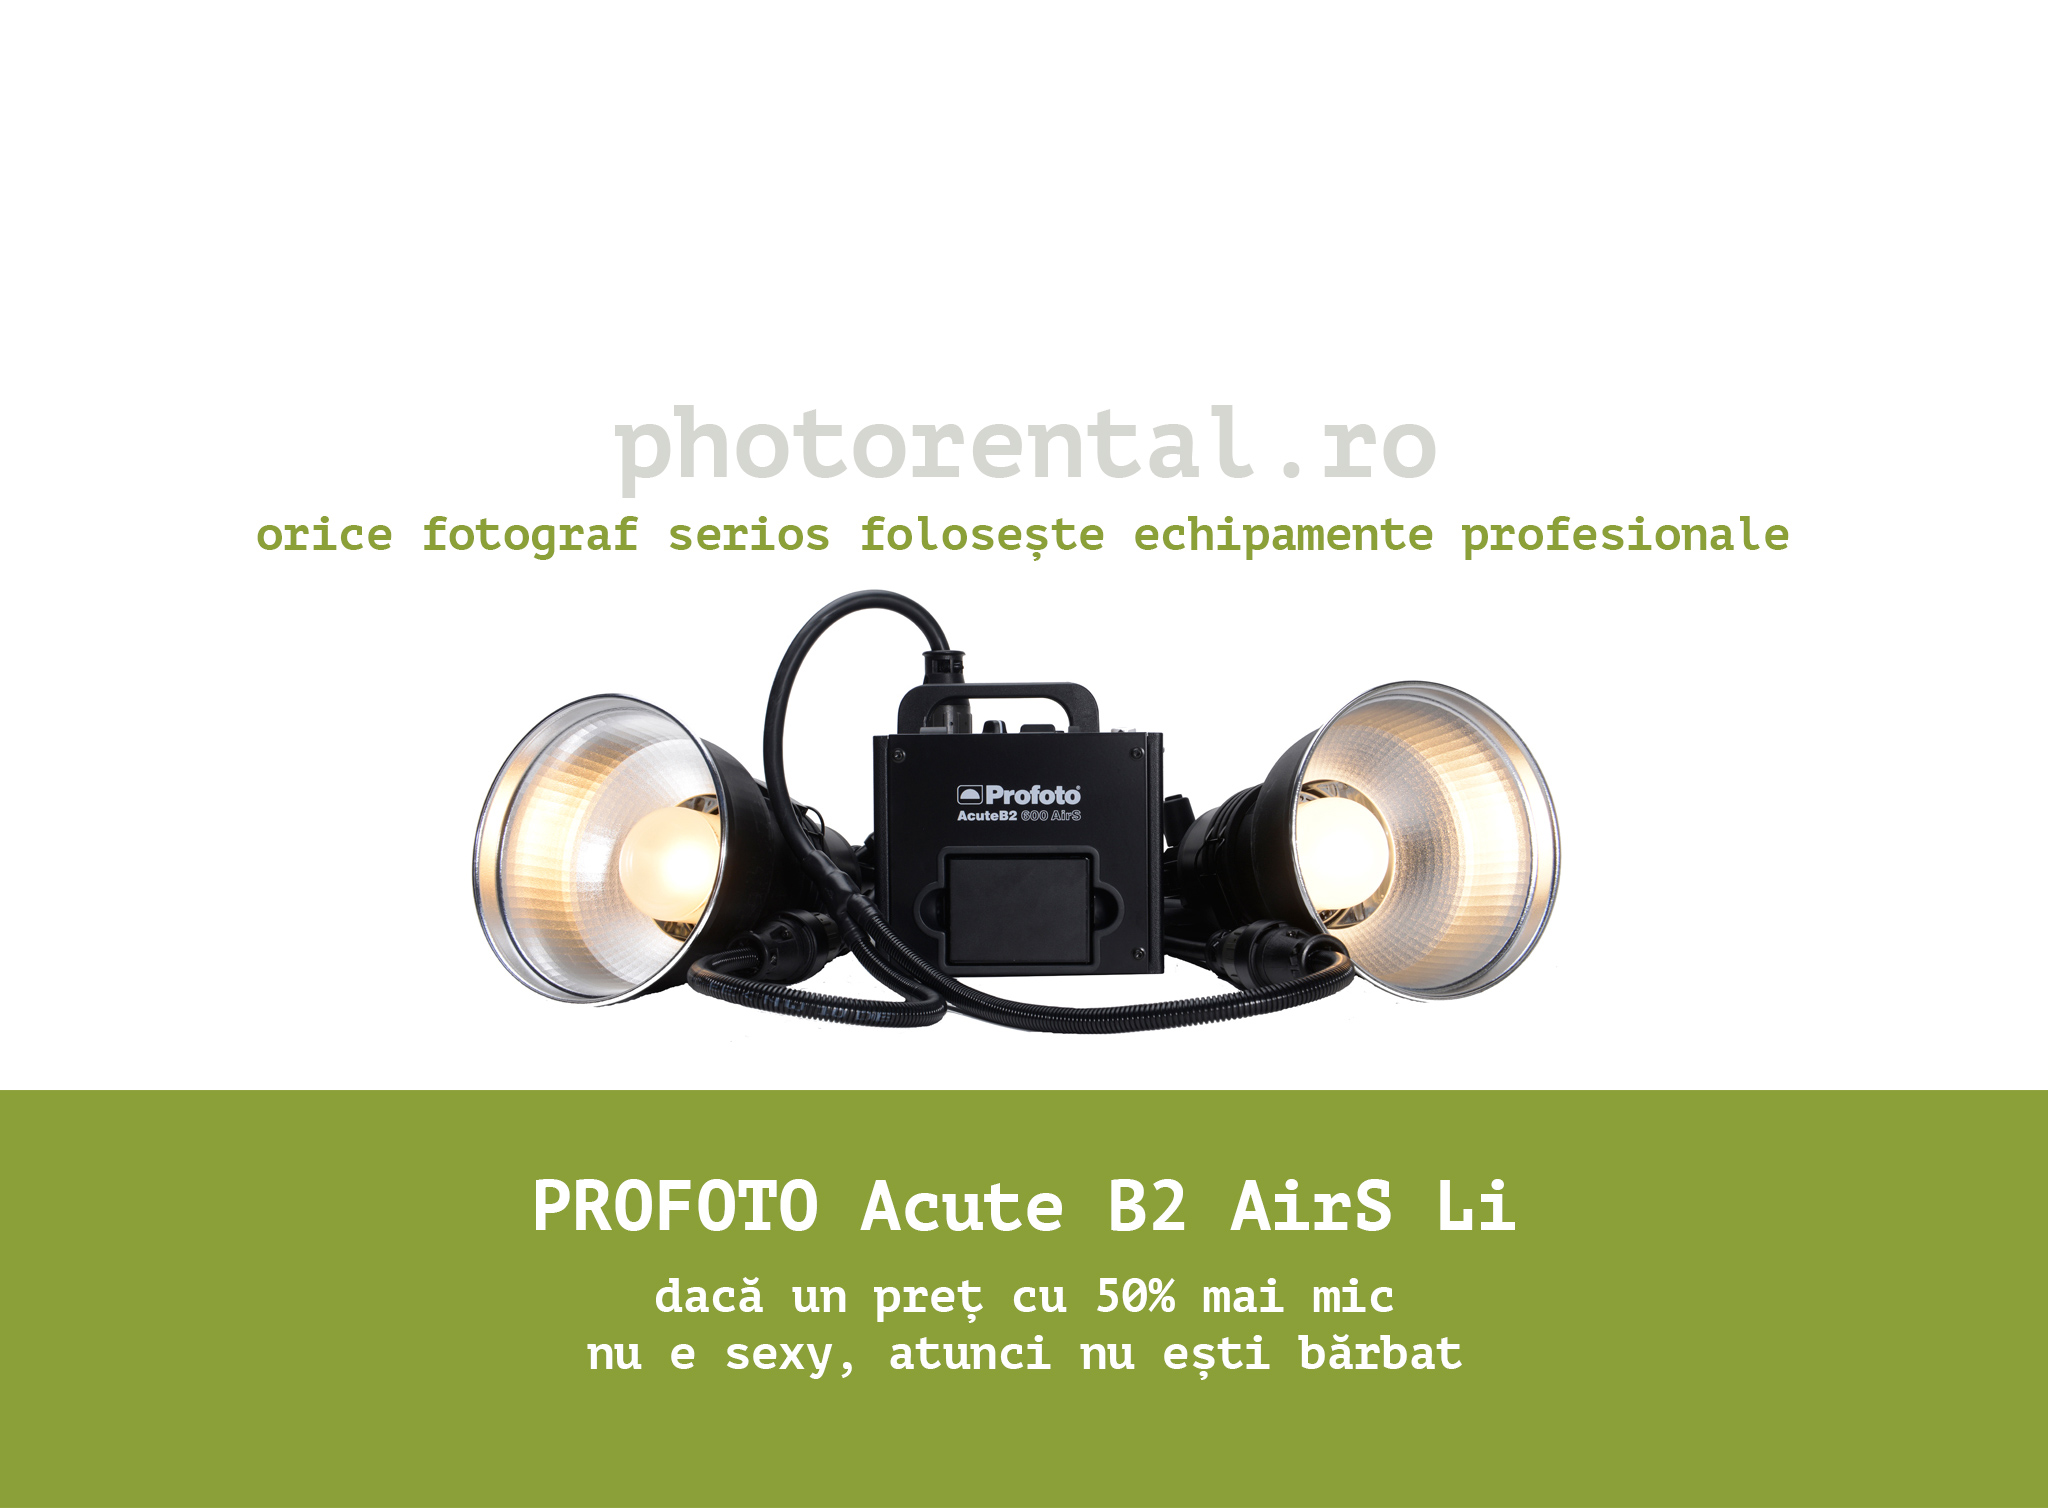 photorental.ro
orice fotograf serios folosește echipamente profesionale
Profoto
AcuteB2 600 AirS
PROFOTO Acute B2 AirS Li
dacă un preț cu 50% mai mic
nu e sexy, atunci nu ești bărbat